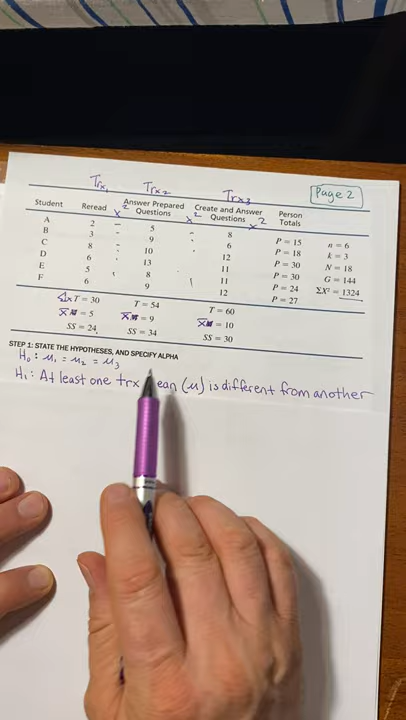 Trx1 Trx2 Trx3 Page 2
Student Reread Answer Prepared Questions Create and Answer Questions Person Totals
X² X² X²
A 2 5 8 P = 15 n = 6
B 3 9 6 P = 18 k = 3
C 8 10 12 P = 30 N = 18
D 6 13 11 P = 30 G = 144
E 5 8 11 P = 24 ΣX² = 1324
F 6 9 12 P = 27
T = 30 T = 54 T = 60
X̄ = 5 X̄ = 9 X̄ = 10
SS = 24 SS = 34 SS = 30
STEP 1: STATE THE HYPOTHESES, AND SPECIFY ALPHA
H₀ : μ₁ = μ₂ = μ₃
H₁ : At least one trx ean (μ) is different from another